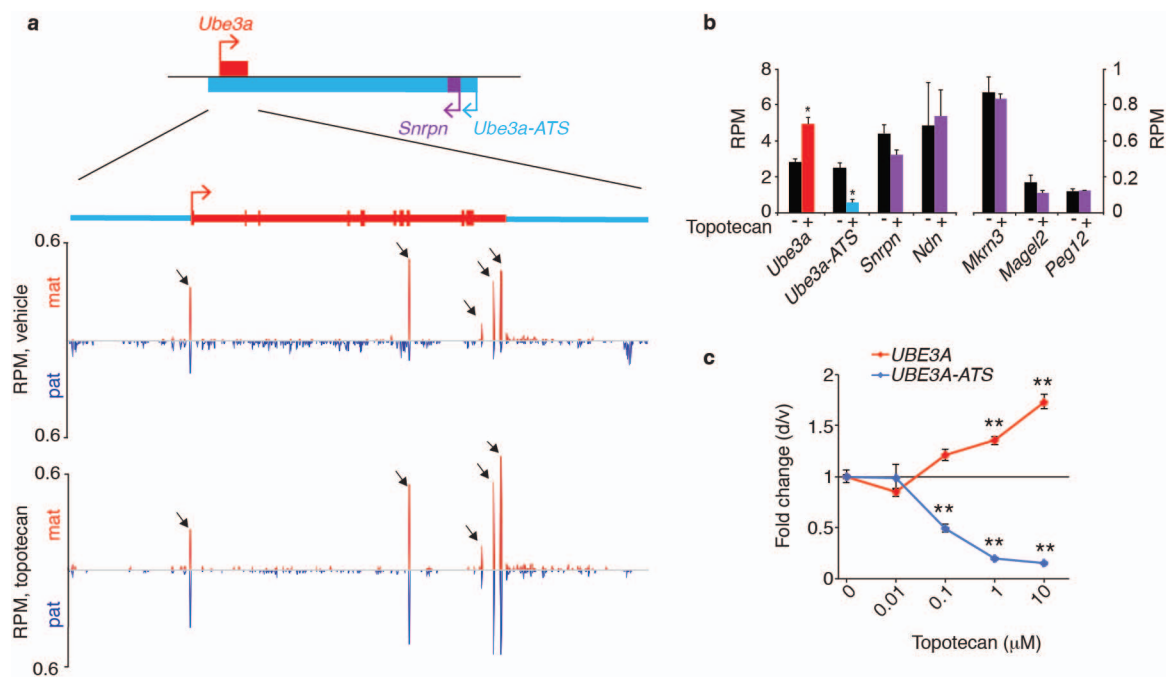 a
Ube3a
Snrpn
Ube3a-ATS
0.6
mat
pat
RPM, vehicle
0.6
0.6
mat
pat
RPM, topotecan
0.6
b
8
6
4
2
0
RPM
* *
1
0.8
0.6
0.4
0.2
0
RPM
Topotecan - + - + - + - + - + - + - +
Ube3a
Ube3a-ATS
Snrpn
Ndn
Mkrn3
Magel2
Peg12
c
UBE3A
UBE3A-ATS
2
1.5
1
0.5
0
Fold change (d/v)
** **
** ** **
0 0.01 0.1 1 10
Topotecan (μM)